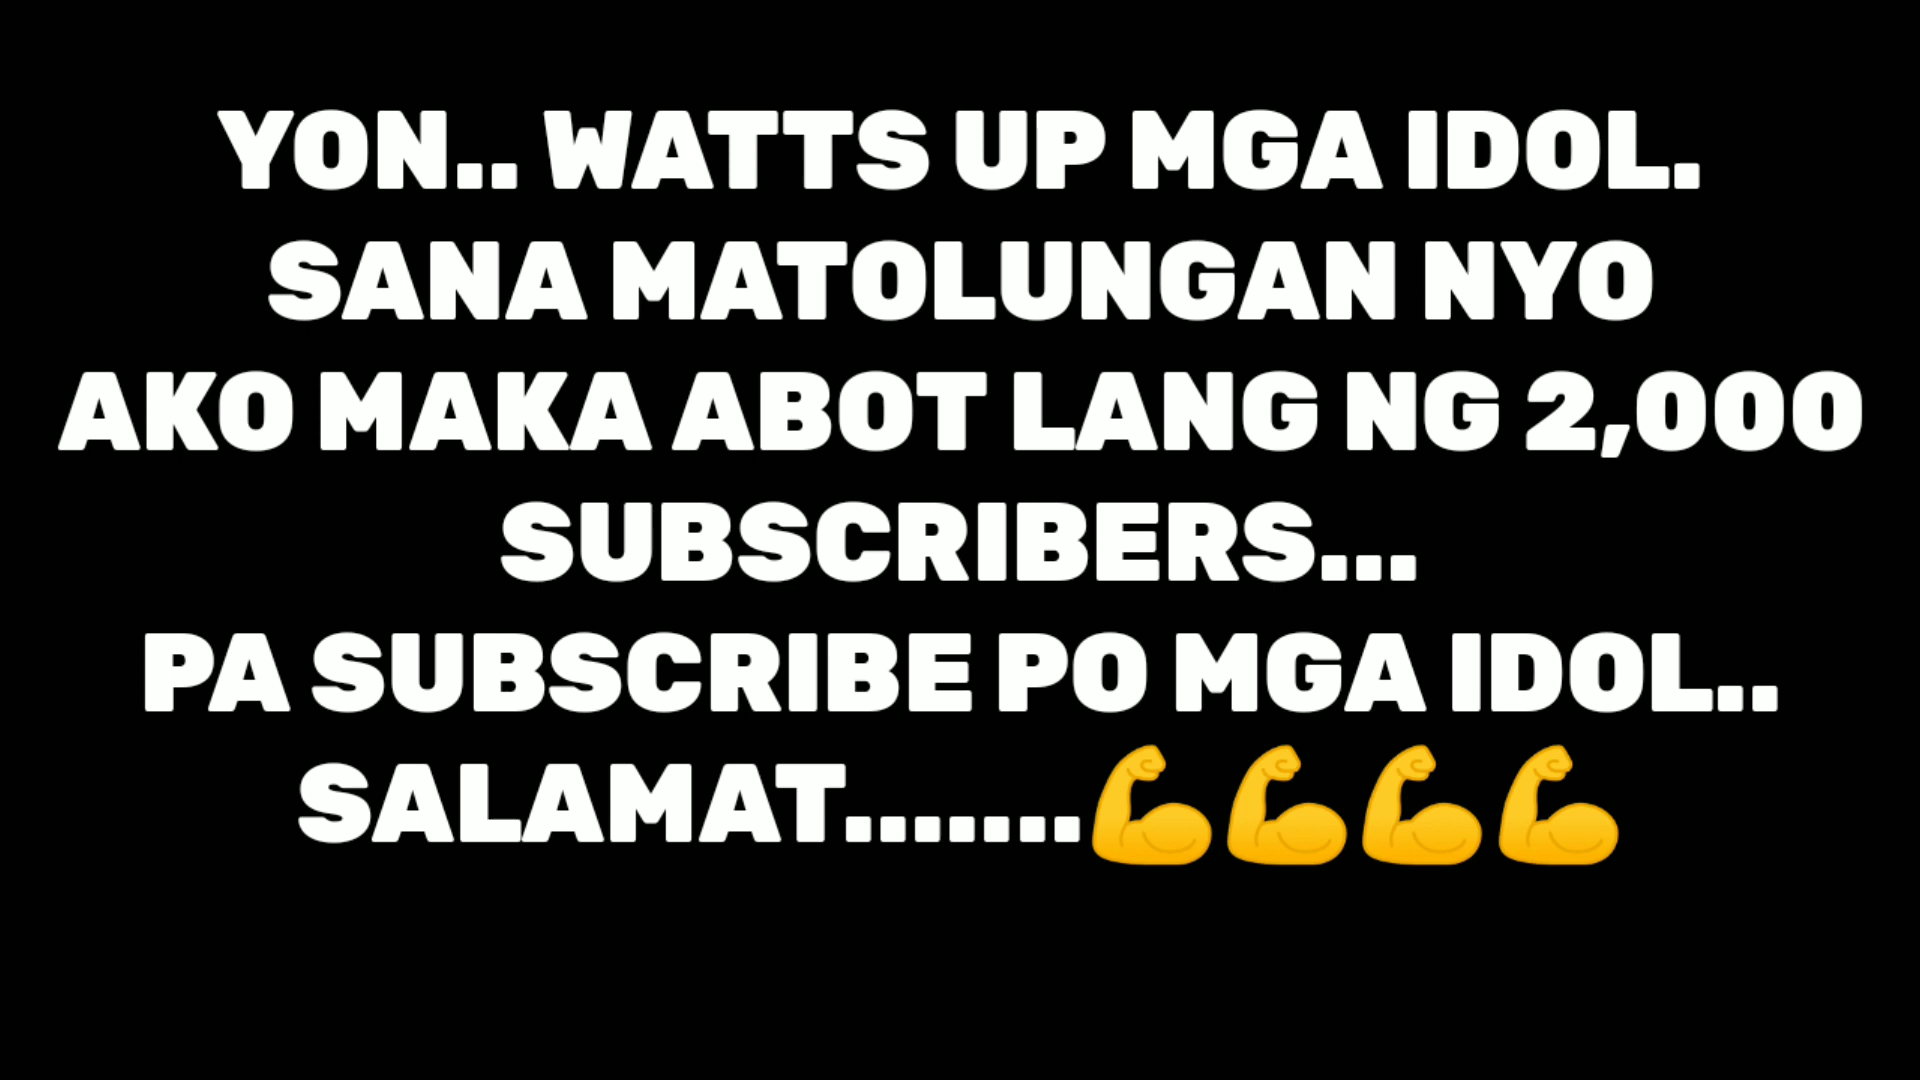 YON.. WATTS UP MGA IDOL.
SANA MATOLUNGAN NYO
AKO MAKA ABOT LANG NG 2,000
SUBSCRIBERS...
PA SUBSCRIBE PO MGA IDOL..
SALAMAT.......💪💪💪💪